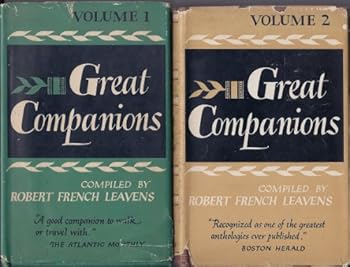 VOLUME 1
Great
Companions
COMPILED BY
ROBERT FRENCH LEAVENS
"A good companion to walk
or travel with."
THE ATLANTIC MONTHLY
VOLUME 2
Great
Companions
COMPILED BY
ROBERT FRENCH LEAVENS
"Recognized as one of the greatest
anthologies ever published."
BOSTON HERALD